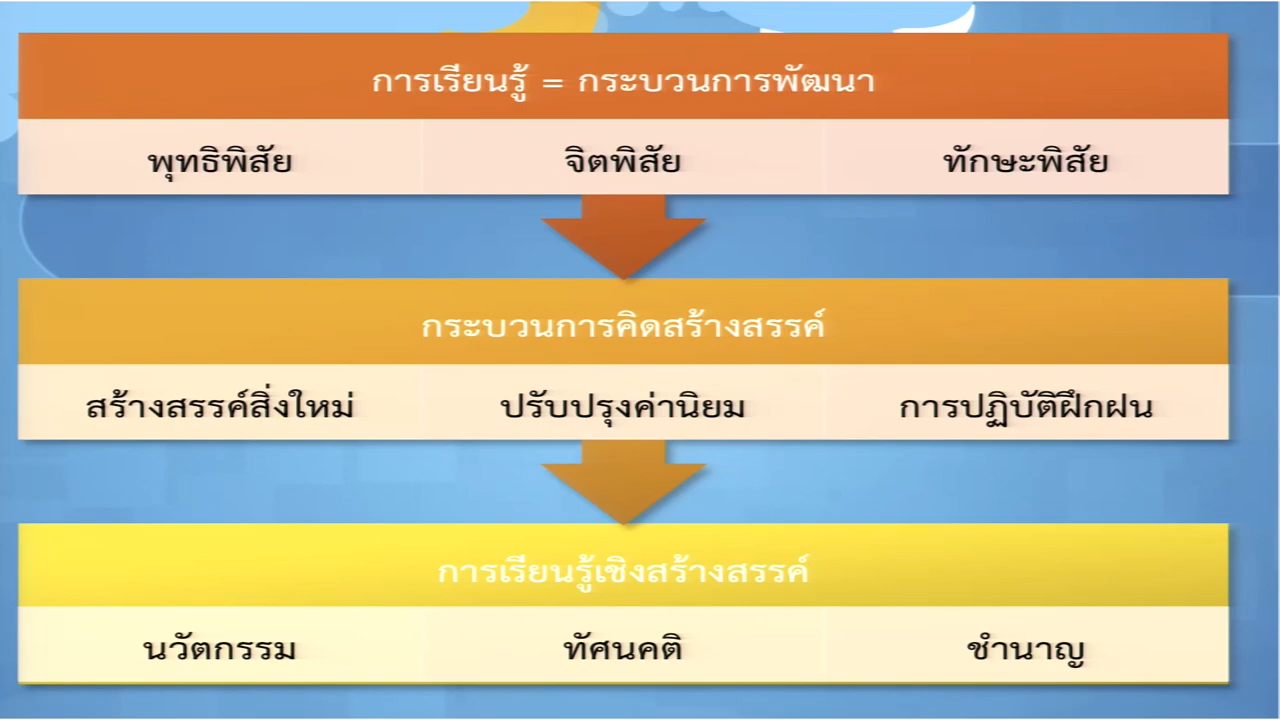 การเรียนรู้ = กระบวนการพัฒนา
พุทธิพิสัย จิตพิสัย ทักษะพิสัย
กระบวนการคิดสร้างสรรค์
สร้างสรรค์สิ่งใหม่ ปรับปรุงค่านิยม การปฏิบัติฝึกฝน
การเรียนรู้เชิงสร้างสรรค์
นวัตกรรม ทัศนคติ ชำนาญ